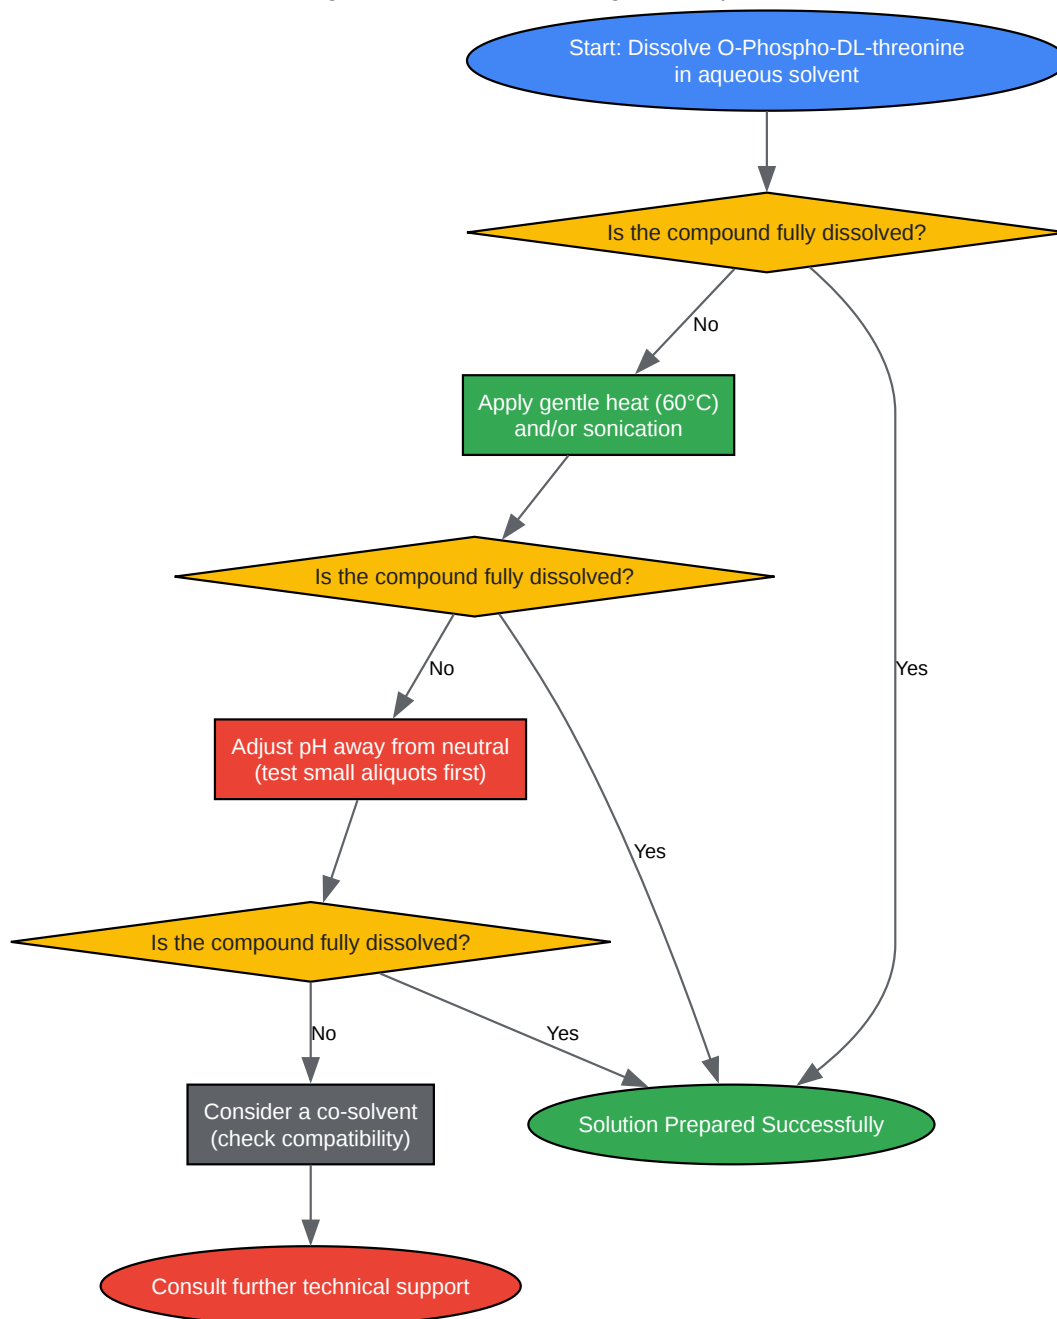 Start: Dissolve O-Phospho-DL-threonine
in aqueous solvent
Is the compound fully dissolved?
No
Apply gentle heat (60°C)
and/or sonication
Is the compound fully dissolved?
No
Yes
Adjust pH away from neutral
(test small aliquots first)
Yes
Is the compound fully dissolved?
No
Yes
Consider a co-solvent
(check compatibility)
Solution Prepared Successfully
Consult further technical support